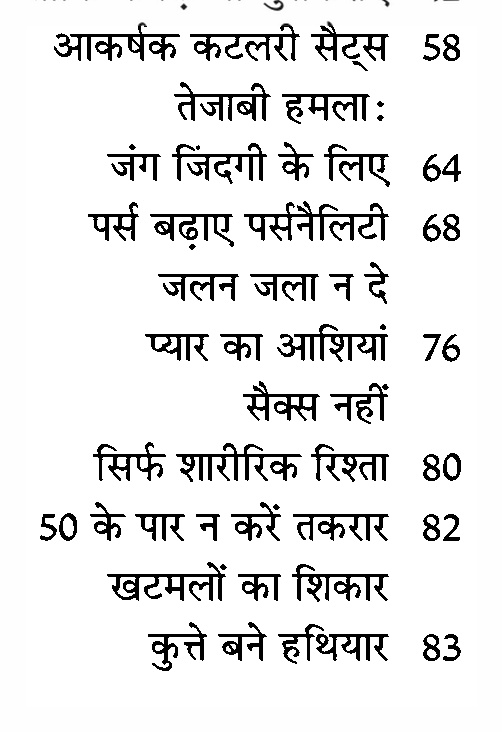 आकर्षक कटलरी सैट्स 58
तेजाबी हमला:
जंग जिंदगी के लिए 64
पर्स बढ़ाए पर्सनैलिटी 68
जलन जला न दे
प्यार का आशियां 76
सैक्स नहीं
सिर्फ शारीरिक रिश्ता 80
50 के पार न करें तकरार 82
खटमलों का शिकार
कुत्ते बने हथियार 83